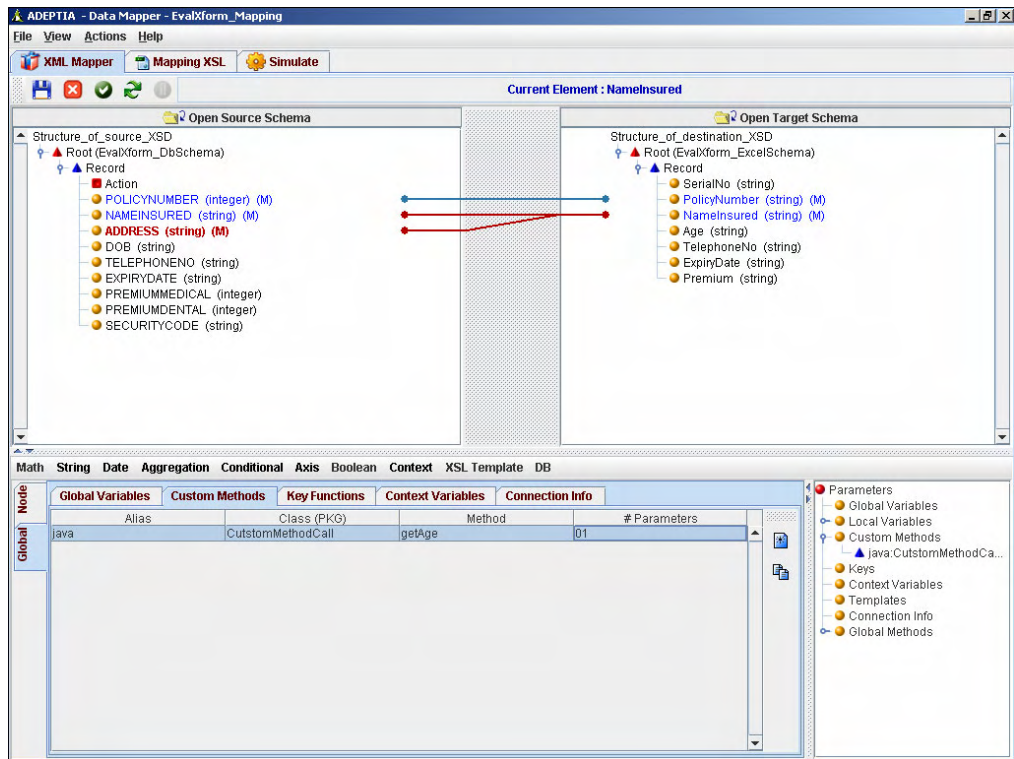 ADEPTIA - Data Mapper - EvalXform_Mapping
File View Actions Help
XML Mapper Mapping XSL Simulate
Current Element : NameInsured
Open Source Schema
Structure_of_source_XSD
Root (EvalXform_DbSchema)
Record
Action
POLICYNUMBER (integer) (M)
NAMEINSURED (string) (M)
ADDRESS (string) (M)
DOB (string)
TELEPHONENO (string)
EXPIRYDATE (string)
PREMIUMMEDICAL (integer)
PREMIUMDENTAL (integer)
SECURITYCODE (string)
Open Target Schema
Structure_of_destination_XSD
Root (EvalXform_ExcelSchema)
Record
SerialNo (string)
PolicyNumber (string) (M)
NameInsured (string) (M)
Age (string)
TelephoneNo (string)
ExpiryDate (string)
Premium (string)
Math String Date Aggregation Conditional Axis Boolean Context XSL Template DB
Node
Global
Global Variables Custom Methods Key Functions Context Variables Connection Info
Alias Class (PKG) Method # Parameters
java CutstomMethodCall getAge 01
Parameters
Global Variables
Local Variables
Custom Methods
java:CutstomMethodCa...
Keys
Context Variables
Templates
Connection Info
Global Methods